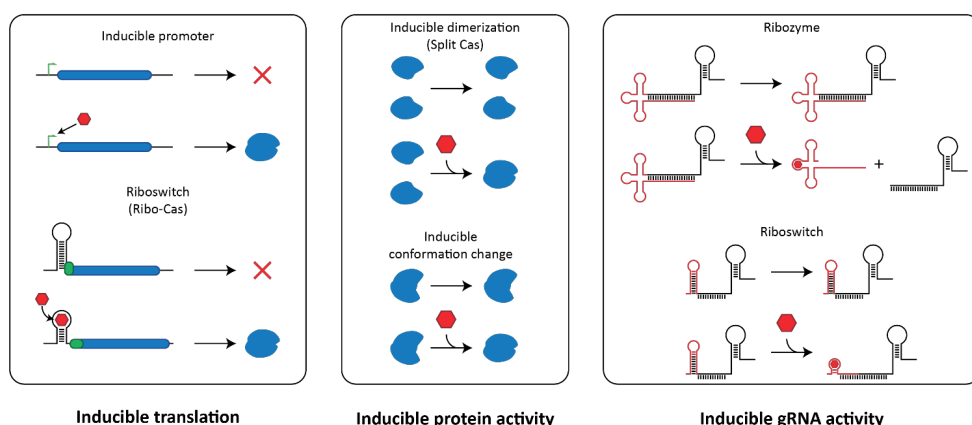 Inducible promoter
Riboswitch
(Ribo-Cas)
Inducible translation
Inducible dimerization
(Split Cas)
Inducible
conformation change
Inducible protein activity
Ribozyme
+
Riboswitch
Inducible gRNA activity